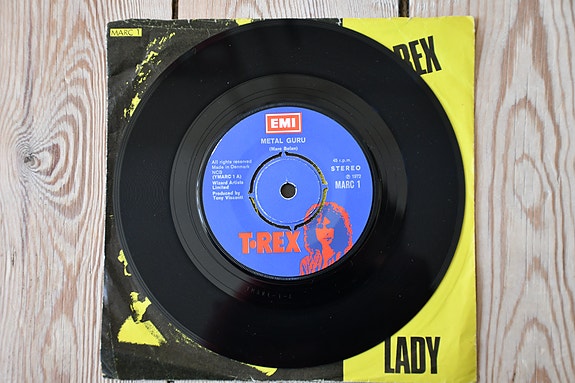 MARC 1
REX
EMI
METAL GURU
(Marc Bolan)
All rights reserved
Made in Denmark
NCB
(YMARC 1 A)
Wizard Artists
Limited
Produced by
Tony Visconti
45 r.p.m.
STEREO
℗ 1972
MARC 1
T•REX
LADY